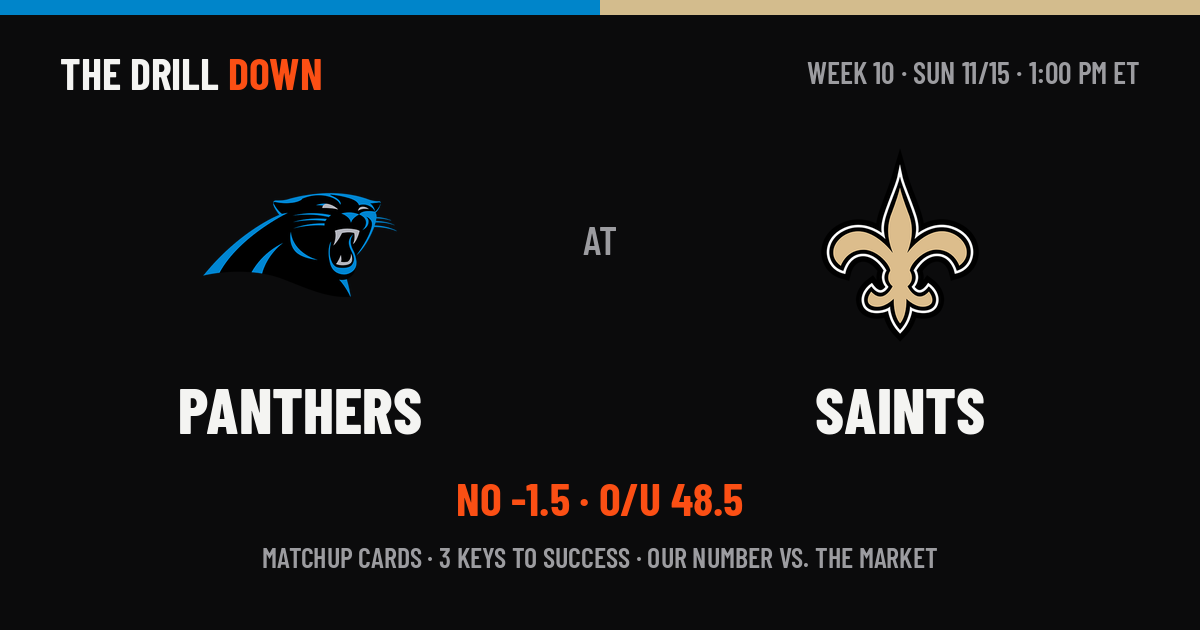 THE DRILL DOWN
WEEK 10 · SUN 11/15 · 1:00 PM ET
AT
PANTHERS
SAINTS
NO -1.5 · O/U 48.5
MATCHUP CARDS · 3 KEYS TO SUCCESS · OUR NUMBER VS. THE MARKET